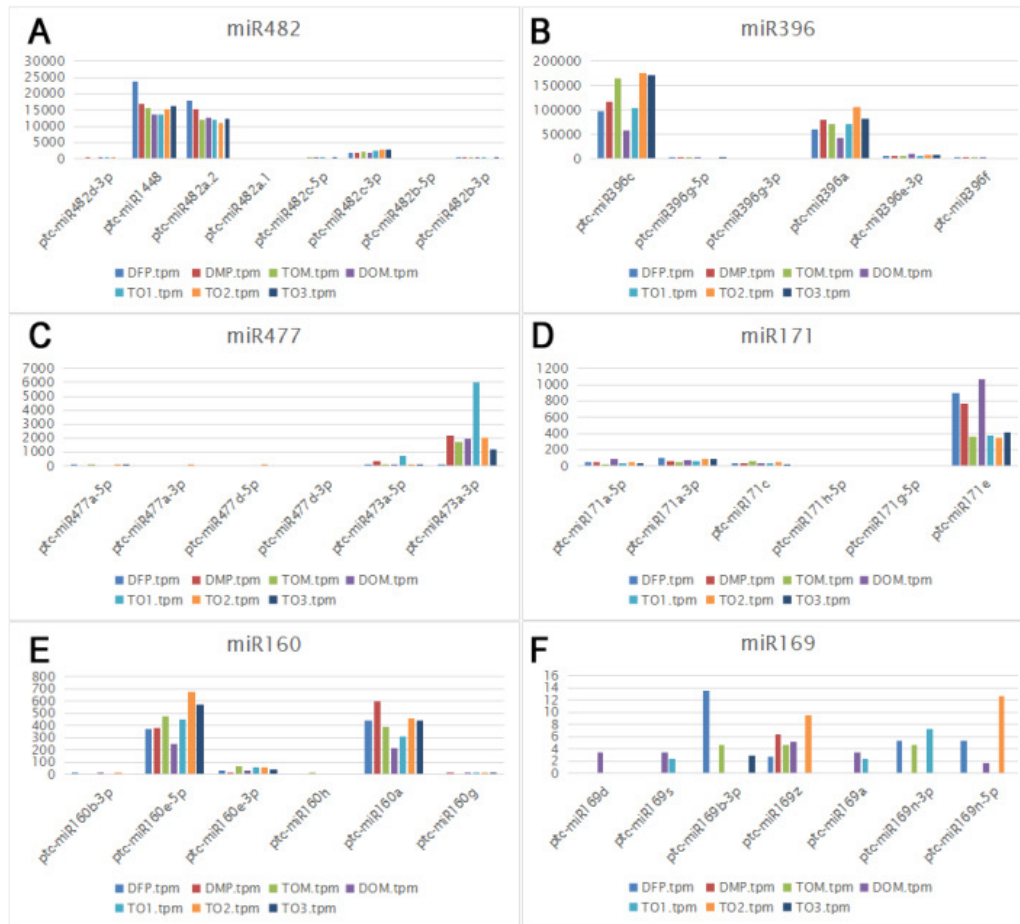 A
miR482
30000
25000
20000
15000
10000
5000
0
ptc-miR482d-3p
ptc-miR1448
ptc-miR482a.2
ptc-miR482a.1
ptc-miR482c-5p
ptc-miR482c-3p
ptc-miR482b-5p
ptc-miR482b-3p
DFP.tpm DMP.tpm TOM.tpm DOM.tpm
TO1.tpm TO2.tpm TO3.tpm
B
miR396
200000
150000
100000
50000
0
ptc-miR396c
ptc-miR396g-5p
ptc-miR396g-3p
ptc-miR396a
ptc-miR396e-3p
ptc-miR396f
DFP.tpm DMP.tpm TOM.tpm DOM.tpm
TO1.tpm TO2.tpm TO3.tpm
C
miR477
7000
6000
5000
4000
3000
2000
1000
0
ptc-miR477a-5p
ptc-miR477a-3p
ptc-miR477d-5p
ptc-miR477d-3p
ptc-miR473a-5p
ptc-miR473a-3p
DFP.tpm DMP.tpm TOM.tpm DOM.tpm
TO1.tpm TO2.tpm TO3.tpm
D
miR171
1200
1000
800
600
400
200
0
ptc-miR171a-5p
ptc-miR171a-3p
ptc-miR171c
ptc-miR171h-5p
ptc-miR171g-5p
ptc-miR171e
DFP.tpm DMP.tpm TOM.tpm DOM.tpm
TO1.tpm TO2.tpm TO3.tpm
E
miR160
800
700
600
500
400
300
200
100
0
ptc-miR160b-3p
ptc-miR160e-5p
ptc-miR160e-3p
ptc-miR160h
ptc-miR160a
ptc-miR160g
DFP.tpm DMP.tpm TOM.tpm DOM.tpm
TO1.tpm TO2.tpm TO3.tpm
F
miR169
16
14
12
10
8
6
4
2
0
ptc-miR169d
ptc-miR169s
ptc-miR169b-3p
ptc-miR169z
ptc-miR169a
ptc-miR169n-3p
ptc-miR169n-5p
DFP.tpm DMP.tpm TOM.tpm DOM.tpm
TO1.tpm TO2.tpm TO3.tpm